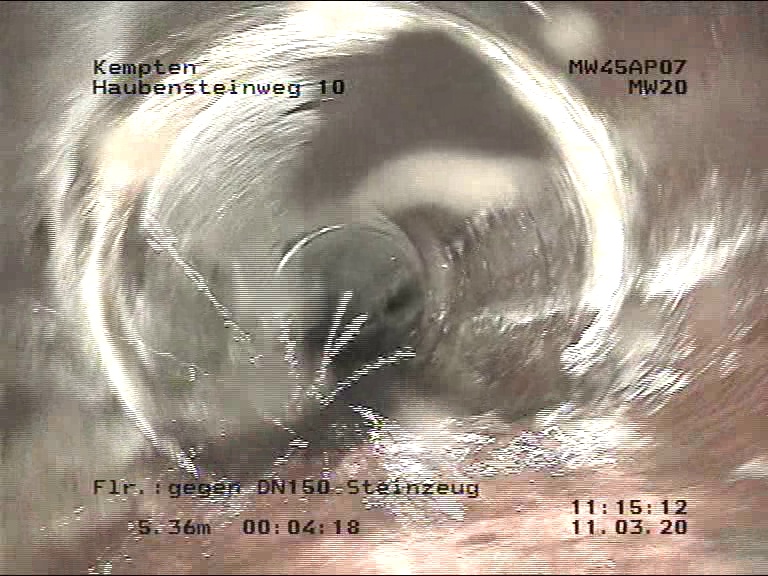 Kempten
Haubensteinweg 10
MW45AP07
MW20
Flr.:gegen DN150 Steinzeug
5.36m 00:04:18
11:15:12
11.03.20